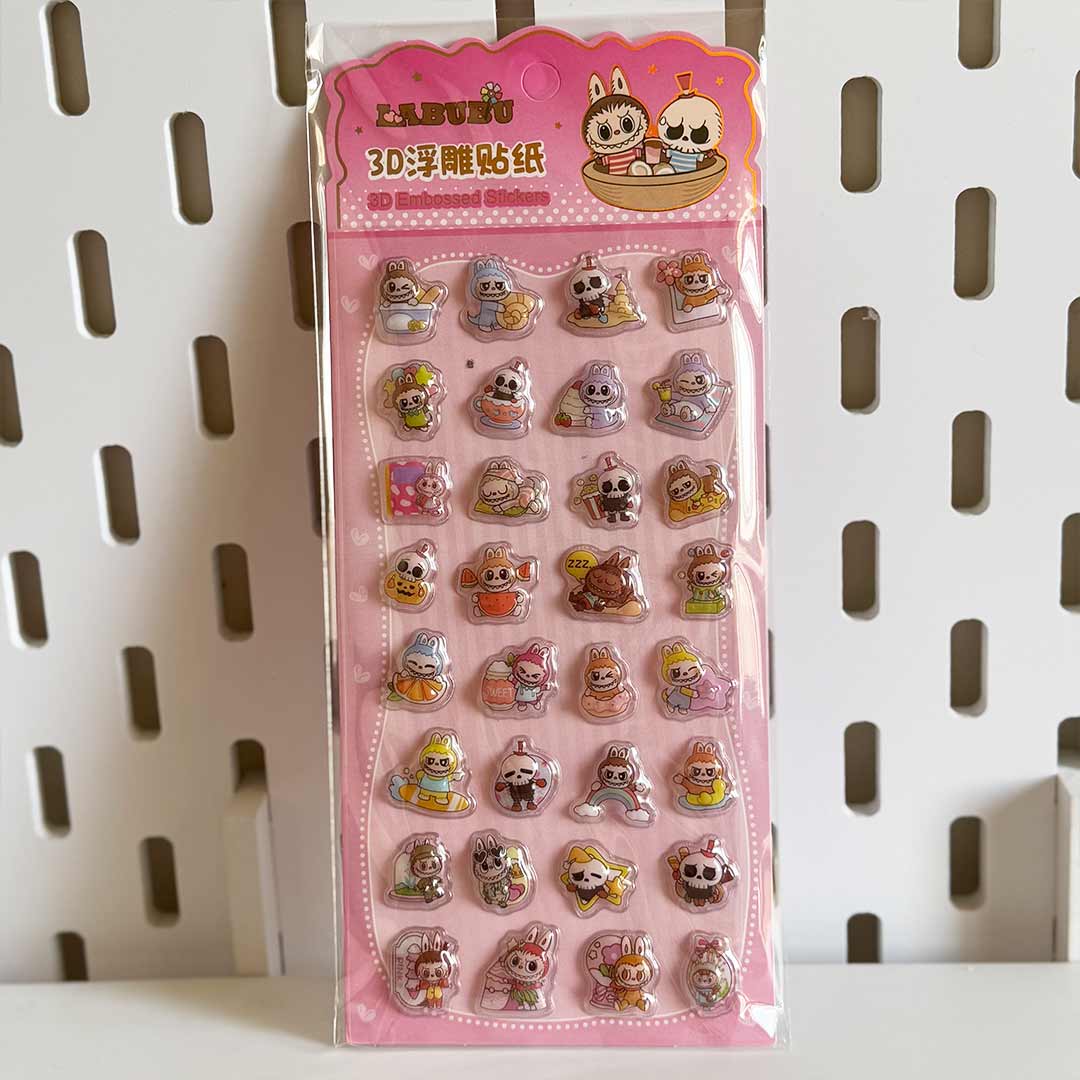 LABUBU
3D浮雕贴纸
3D Embossed Stickers
ZZZ
SWEET